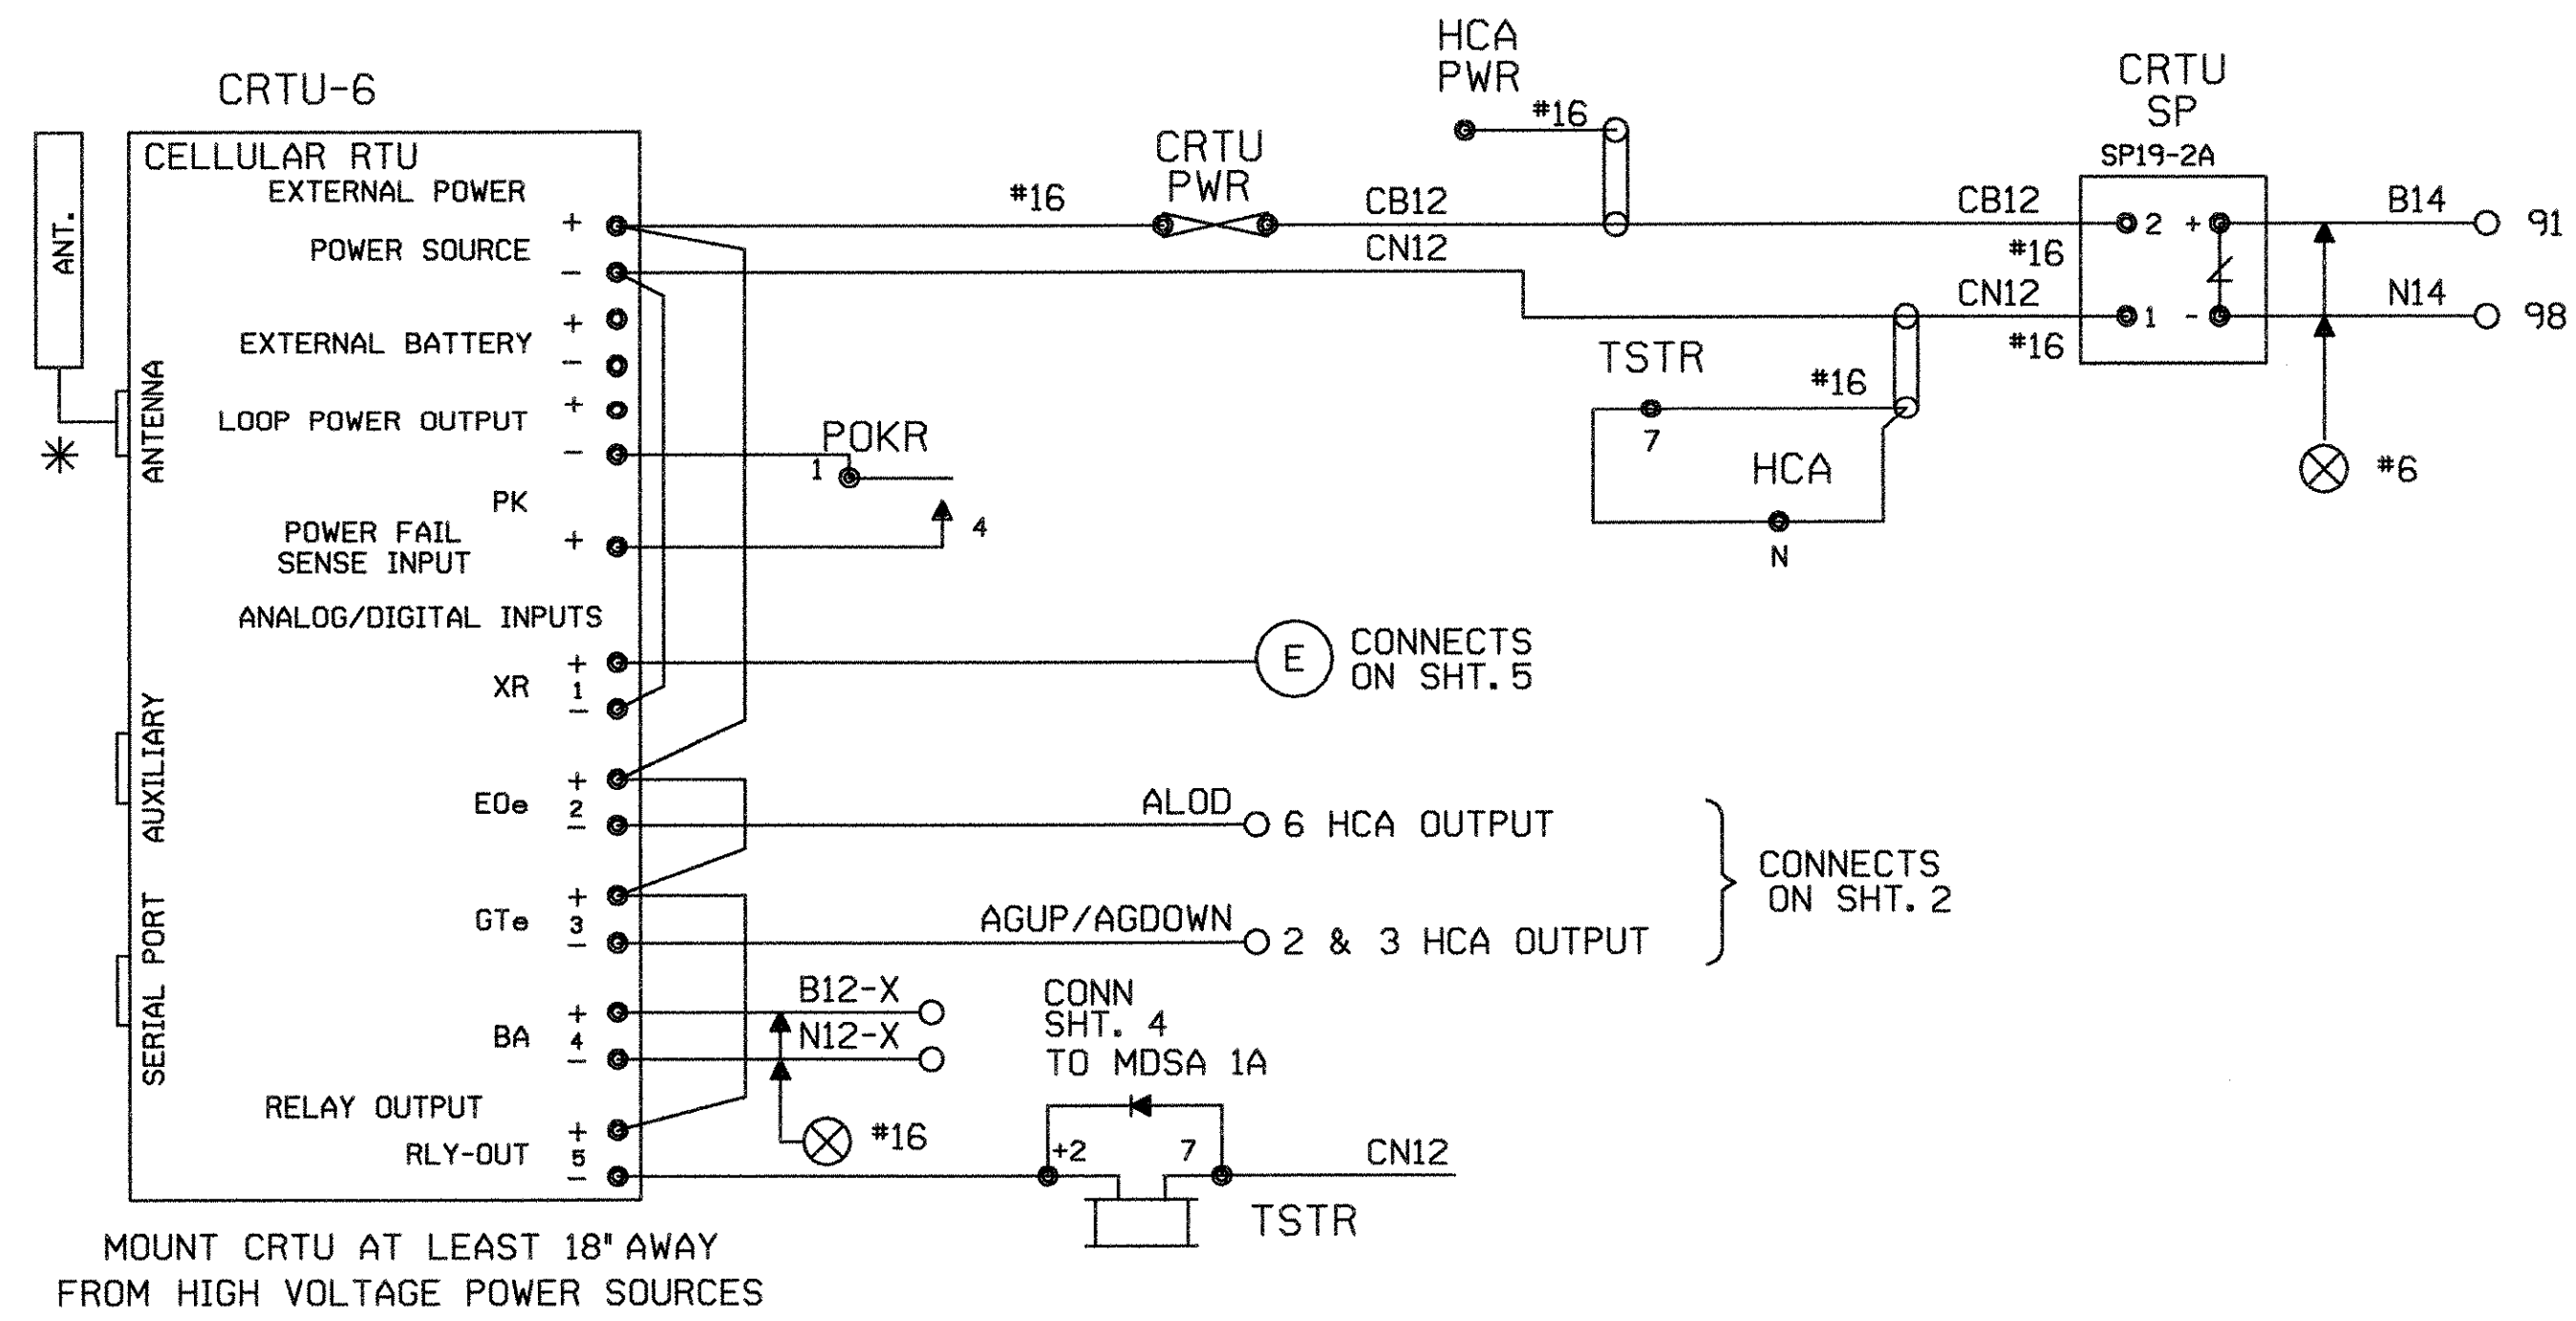 HCA
PWR
#16
CRTU-6
CRTU
SP
SP19-2A
CRTU
PWR
ANT.
CELLULAR RTU
EXTERNAL POWER
+
#16
CB12
CB12
2 +
B14
91
POWER SOURCE
-
CN12
#16
CN12
1 -
N14
98
#16
EXTERNAL BATTERY
+
-
TSTR
#16
7
HCA
N
#6
ANTENNA
LOOP POWER OUTPUT
+
-
POKR
1
4
PK
POWER FAIL
SENSE INPUT
+
ANALOG/DIGITAL INPUTS
XR
+
1
-
E
CONNECTS
ON SHT. 5
AUXILIARY
EOe
+
2
-
ALOD
6 HCA OUTPUT
CONNECTS
ON SHT. 2
GTe
+
3
-
AGUP/AGDOWN
2 & 3 HCA OUTPUT
SERIAL PORT
BA
+
4
-
B12-X
N12-X
#16
CONN
SHT. 4
TO MDSA 1A
RELAY OUTPUT
RLY-OUT
+
5
-
+2
7
CN12
TSTR
MOUNT CRTU AT LEAST 18" AWAY
FROM HIGH VOLTAGE POWER SOURCES